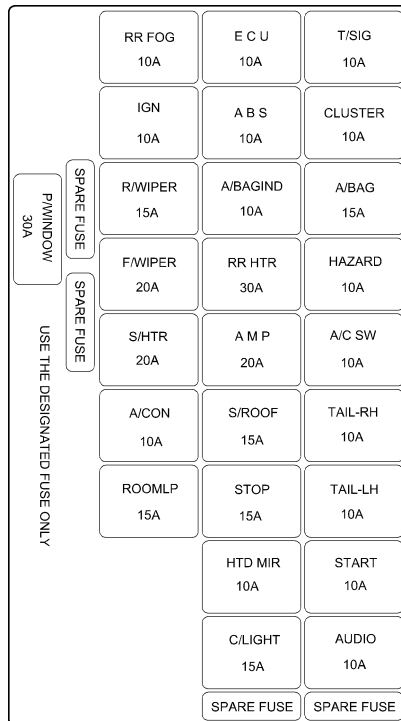 RR FOG
10A
E C U
10A
T/SIG
10A
IGN
10A
A B S
10A
CLUSTER
10A
P/WINDOW
30A
SPARE FUSE
R/WIPER
15A
A/BAGIND
10A
A/BAG
15A
F/WIPER
20A
RR HTR
30A
HAZARD
10A
SPARE FUSE
USE THE DESIGNATED FUSE ONLY
S/HTR
20A
A M P
20A
A/C SW
10A
A/CON
10A
S/ROOF
15A
TAIL-RH
10A
ROOMLP
15A
STOP
15A
TAIL-LH
10A
HTD MIR
10A
START
10A
C/LIGHT
15A
AUDIO
10A
SPARE FUSE
SPARE FUSE